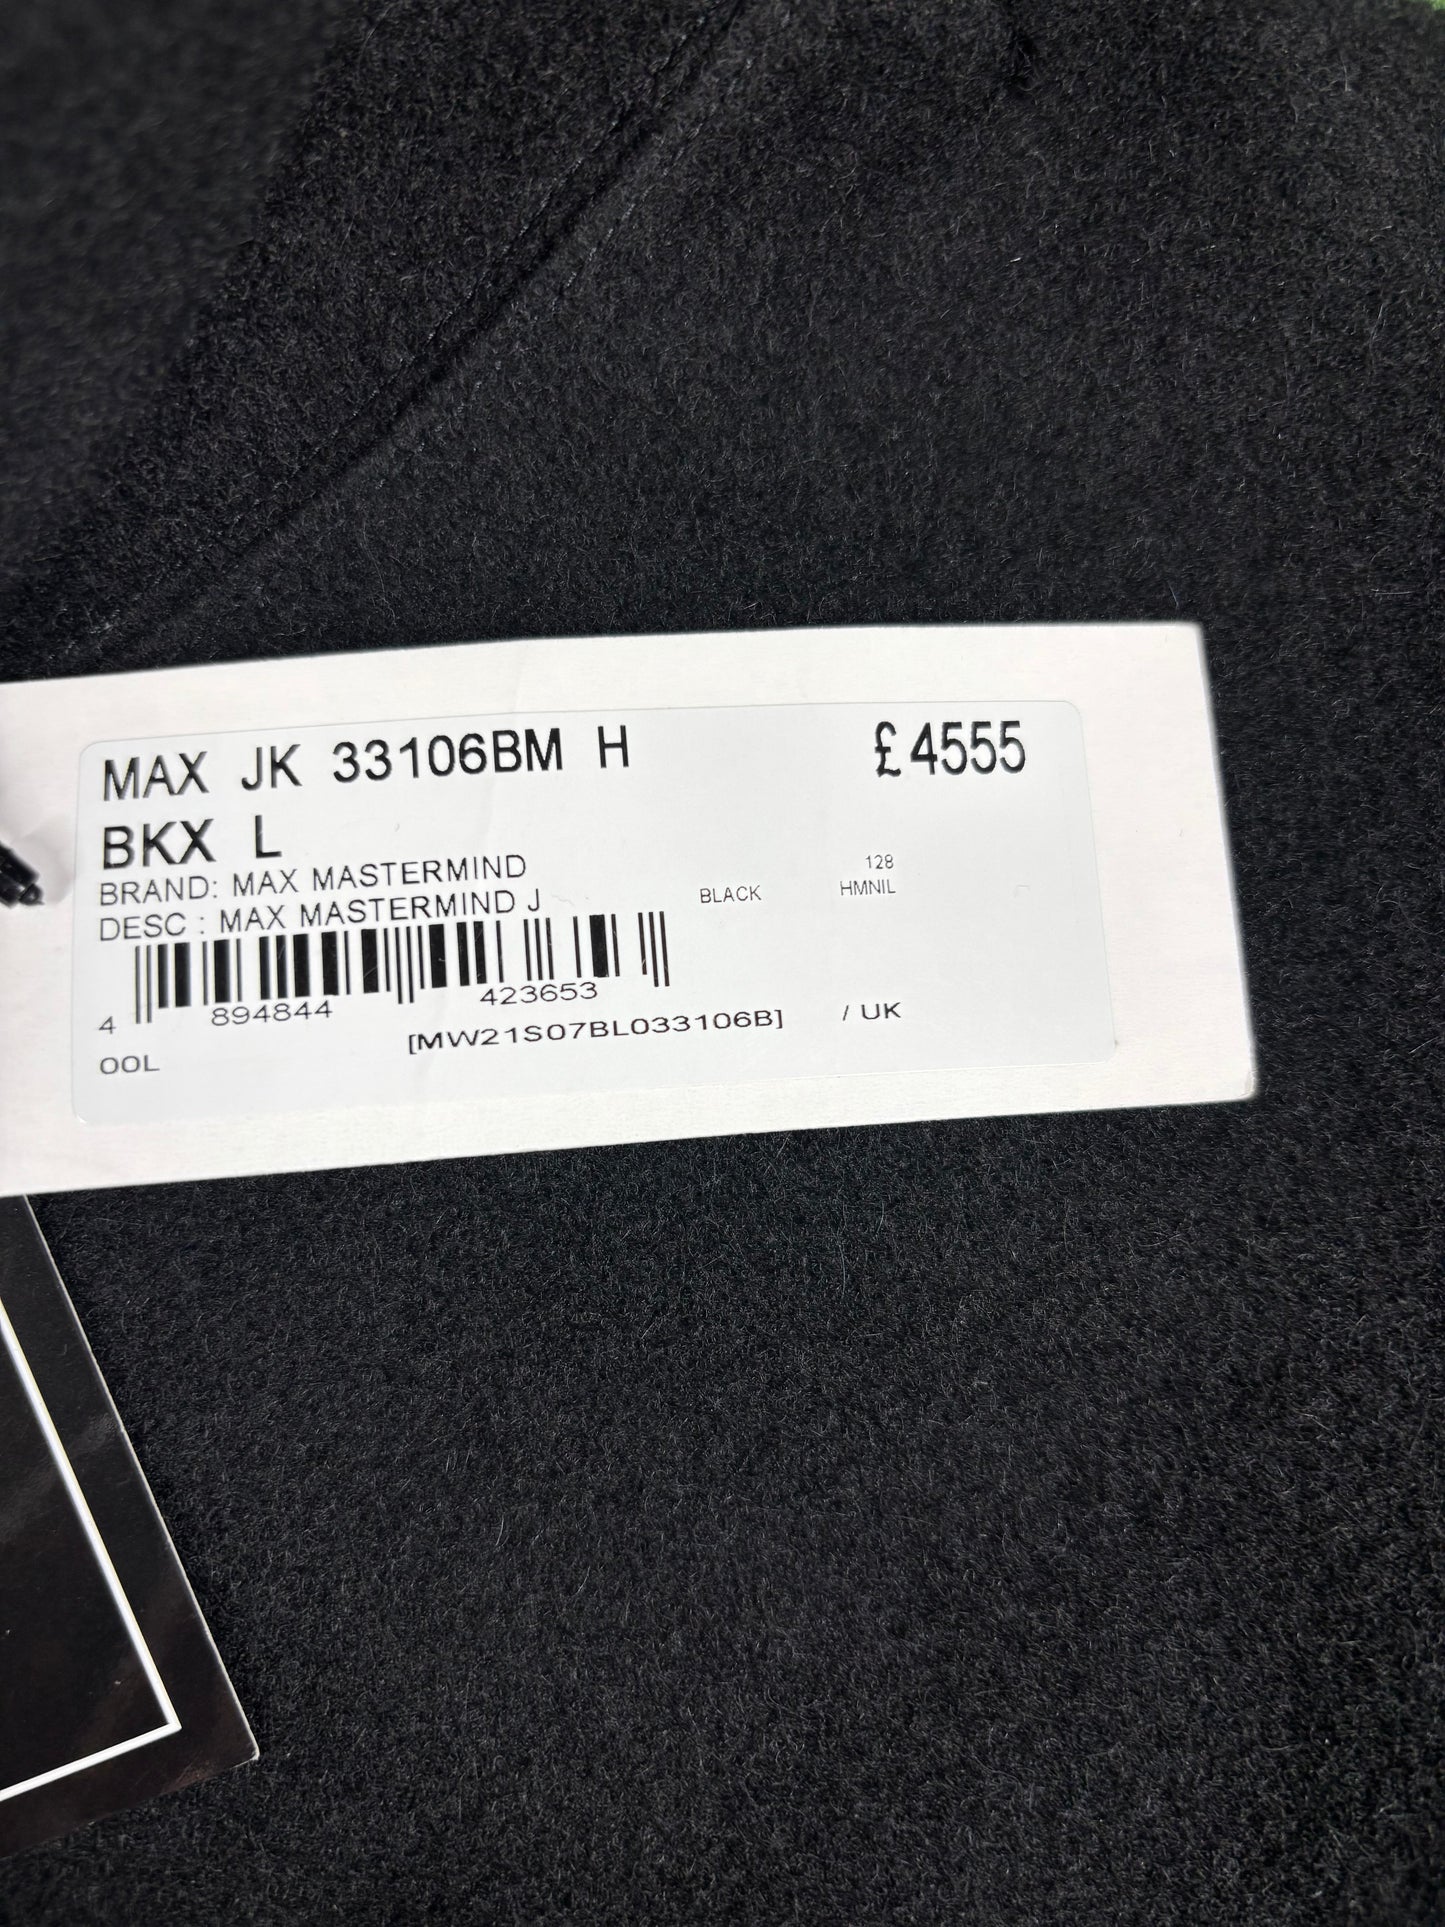 MAX JK 33106BM H £4555
BKX L
BRAND: MAX MASTERMIND 128
DESC : MAX MASTERMIND J BLACK HMNIL
4 894844 423653
[MW21S07BL033106B] / UK
00L